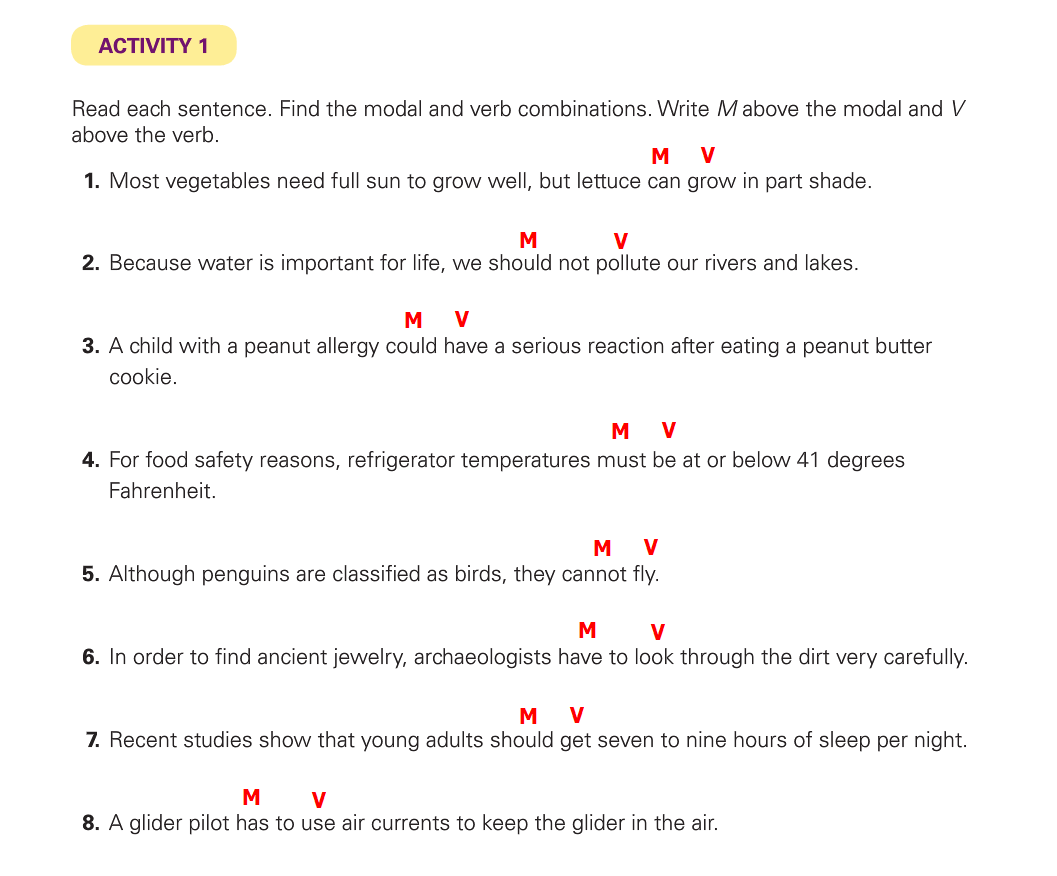 ACTIVITY 1
Read each sentence. Find the modal and verb combinations. Write M above the modal and V
above the verb.
M V
1. Most vegetables need full sun to grow well, but lettuce can grow in part shade.
M V
2. Because water is important for life, we should not pollute our rivers and lakes.
M V
3. A child with a peanut allergy could have a serious reaction after eating a peanut butter
cookie.
M V
4. For food safety reasons, refrigerator temperatures must be at or below 41 degrees
Fahrenheit.
M V
5. Although penguins are classified as birds, they cannot fly.
M V
6. In order to find ancient jewelry, archaeologists have to look through the dirt very carefully.
M V
7. Recent studies show that young adults should get seven to nine hours of sleep per night.
M V
8. A glider pilot has to use air currents to keep the glider in the air.